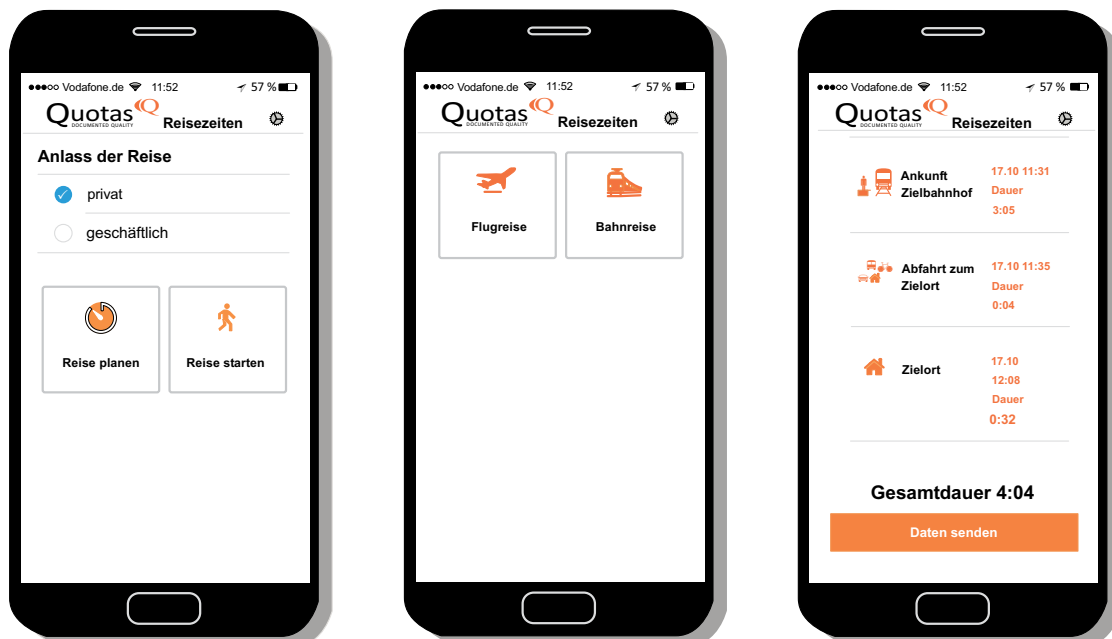 Vodafone.de 11:52 57 %
Quotas
DOCUMENTED QUALITY
Reisezeiten
Anlass der Reise
privat
geschäftlich
Reise planen
Reise starten
Vodafone.de 11:52 57 %
Quotas
DOCUMENTED QUALITY
Reisezeiten
Flugreise
Bahnreise
Vodafone.de 11:52 57 %
Quotas
DOCUMENTED QUALITY
Reisezeiten
Ankunft
Zielbahnhof
17.10 11:31
Dauer
3:05
Abfahrt zum
Zielort
17.10 11:35
Dauer
0:04
Zielort
17.10
12:08
Dauer
0:32
Gesamtdauer 4:04
Daten senden